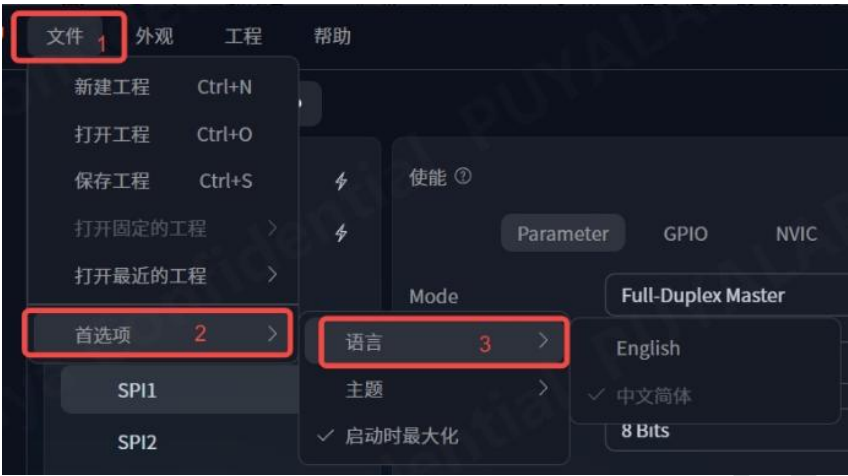 文件 1 外观 工程 帮助
新建工程 Ctrl+N
打开工程 Ctrl+O
保存工程 Ctrl+S
使能
打开固定的工程
Parameter GPIO NVIC
打开最近的工程
Mode Full-Duplex Master
首选项 2
语言 3
English
SPI1
主题
中文简体
启动时最大化
8 Bits
SPI2